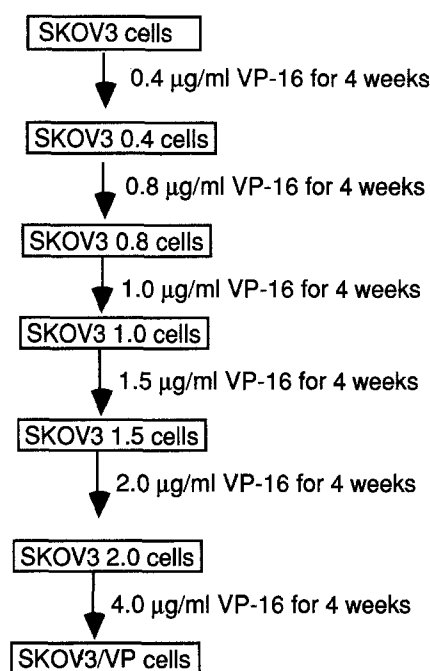 SKOV3 cells
0.4 μg/ml VP-16 for 4 weeks
SKOV3 0.4 cells
0.8 μg/ml VP-16 for 4 weeks
SKOV3 0.8 cells
1.0 μg/ml VP-16 for 4 weeks
SKOV3 1.0 cells
1.5 μg/ml VP-16 for 4 weeks
SKOV3 1.5 cells
2.0 μg/ml VP-16 for 4 weeks
SKOV3 2.0 cells
4.0 μg/ml VP-16 for 4 weeks
SKOV3/VP cells